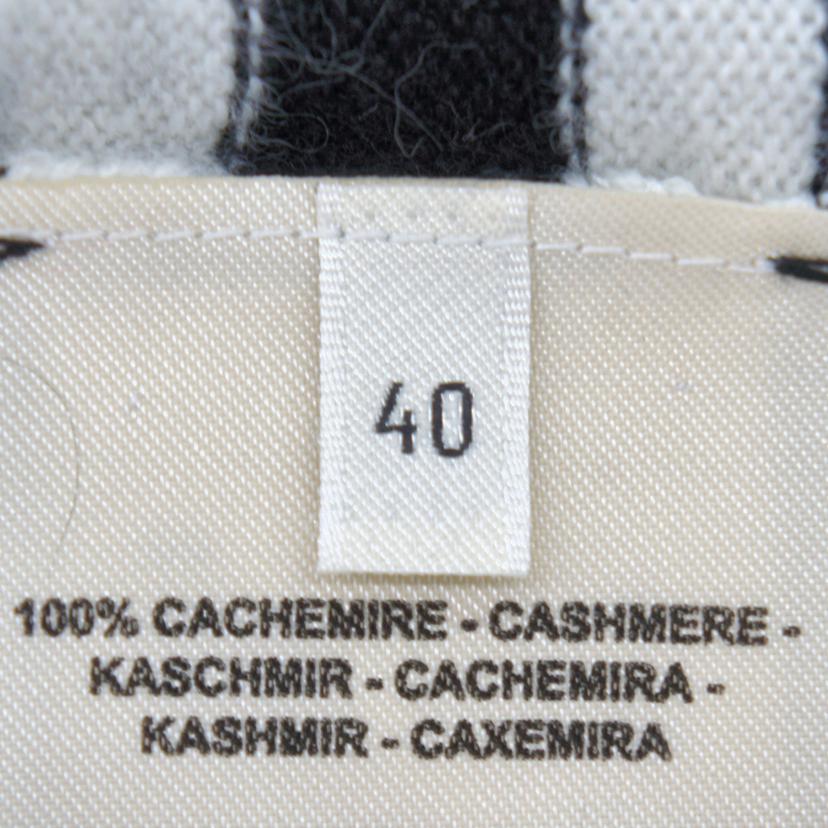 40
100% CACHEMIRE - CASHMERE -
KASCHMIR - CACHEMIRA -
KASHMIR - CAXEMIRA